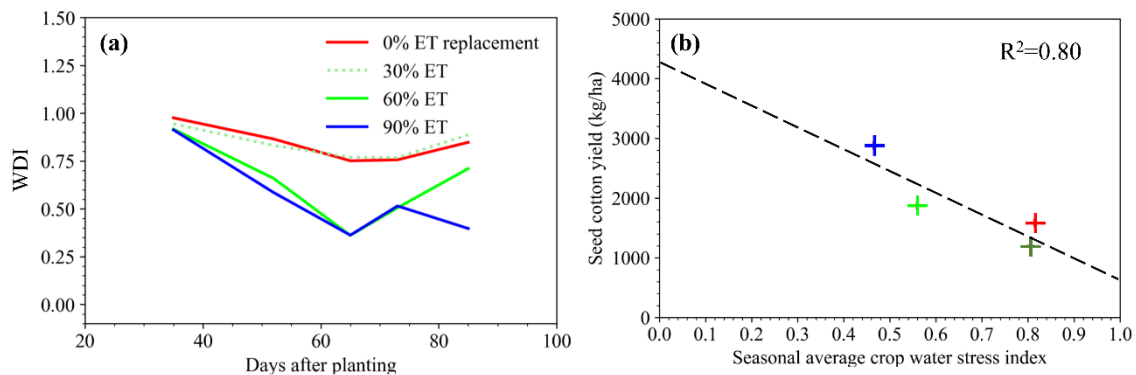 (a)
1.50
1.25
1.00
0.75
0.50
0.25
0.00
WDI
0% ET replacement
30% ET
60% ET
90% ET
20 40 60 80 100
Days after planting
(b)
R²=0.80
5000
4000
3000
2000
1000
0
Seed cotton yield (kg/ha)
0.0 0.1 0.2 0.3 0.4 0.5 0.6 0.7 0.8 0.9 1.0
Seasonal average crop water stress index